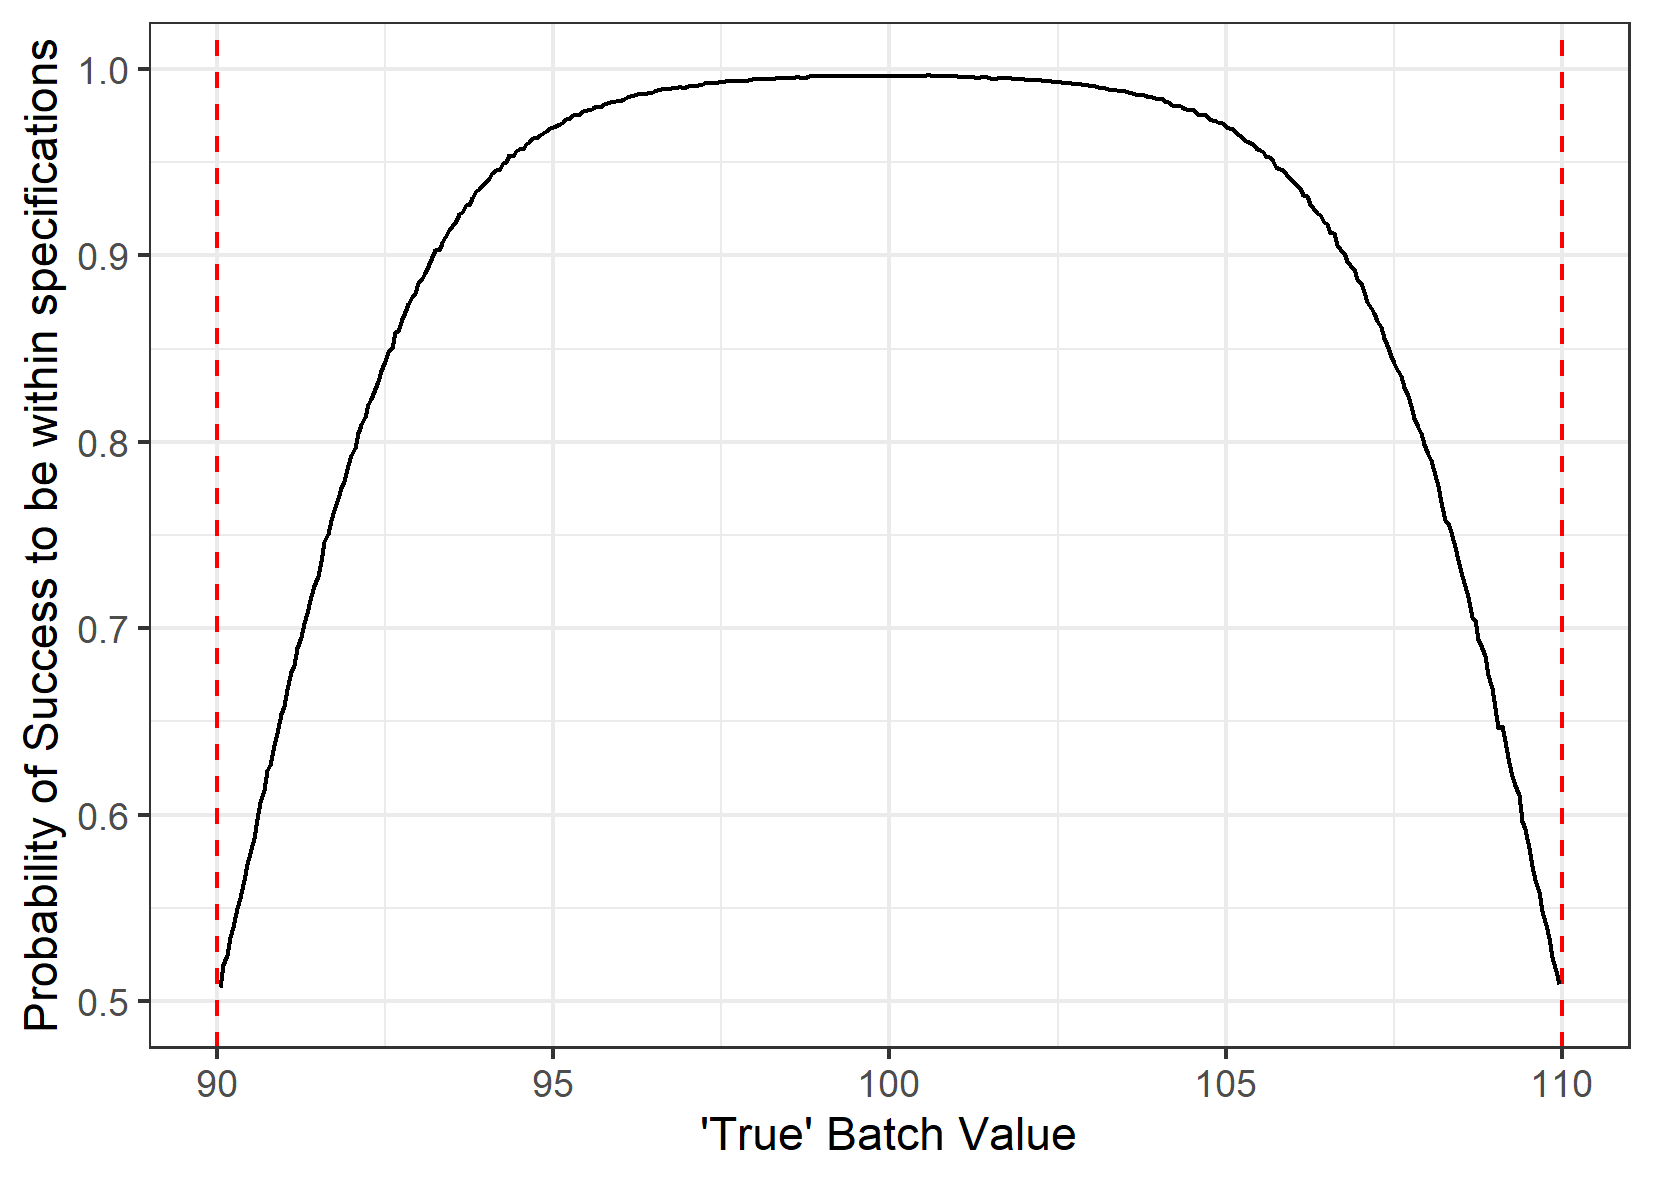 Probability of Success to be within specifications
1.0
0.9
0.8
0.7
0.6
0.5
90 95 100 105 110
'True' Batch Value